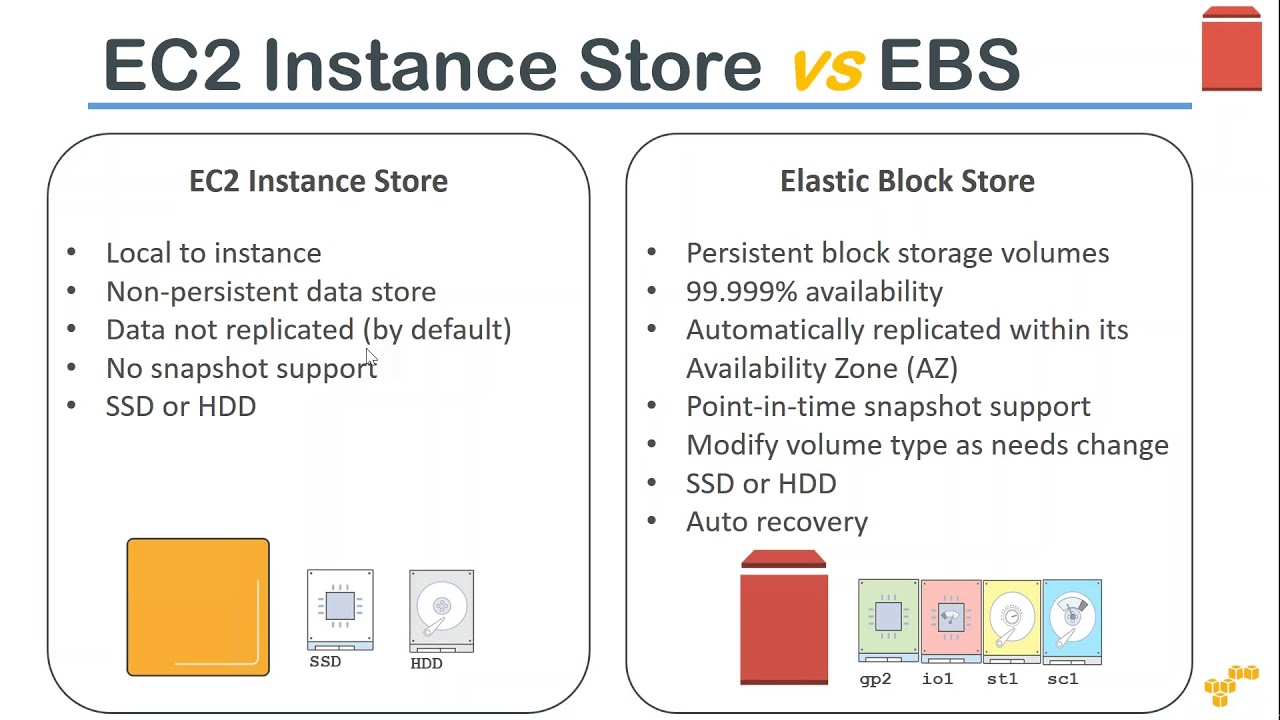 EC2 Instance Store vs EBS
EC2 Instance Store
• Local to instance
• Non-persistent data store
• Data not replicated (by default)
• No snapshot support
• SSD or HDD
SSD
HDD
Elastic Block Store
• Persistent block storage volumes
• 99.999% availability
• Automatically replicated within its
Availability Zone (AZ)
• Point-in-time snapshot support
• Modify volume type as needs change
• SSD or HDD
• Auto recovery
gp2 io1 st1 sc1